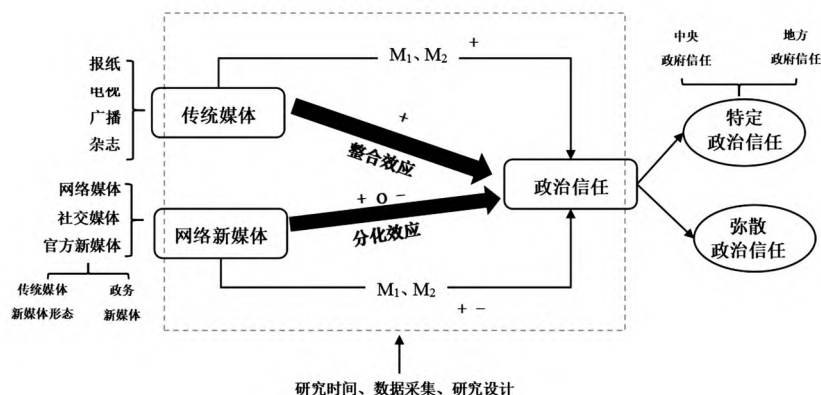 报纸
电视
广播
杂志
传统媒体
M₁、M₂
+
+
整合效应
网络媒体
社交媒体
官方新媒体
传统媒体
新媒体形态
政务
新媒体
网络新媒体
+ O −
分化效应
M₁、M₂
+ −
政治信任
中央
政府信任
地方
政府信任
特定
政治信任
弥散
政治信任
研究时间、数据采集、研究设计